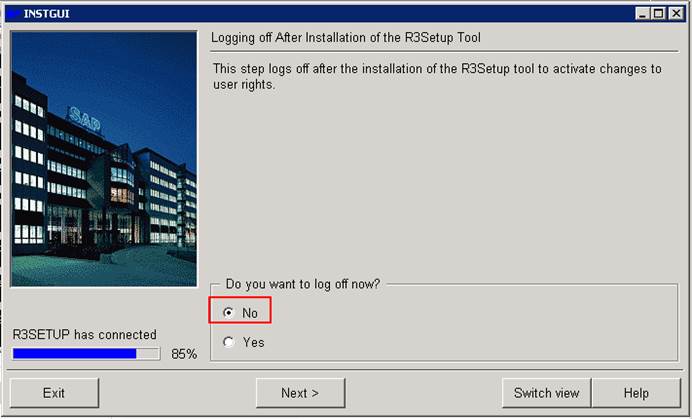 INSTGUI
Logging off After Installation of the R3Setup Tool
This step logs off after the installation of the R3Setup tool to activate changes to
user rights.
SAP
Do you want to log off now?
No
Yes
R3SETUP has connected
85%
Exit
Next >
Switch view
Help